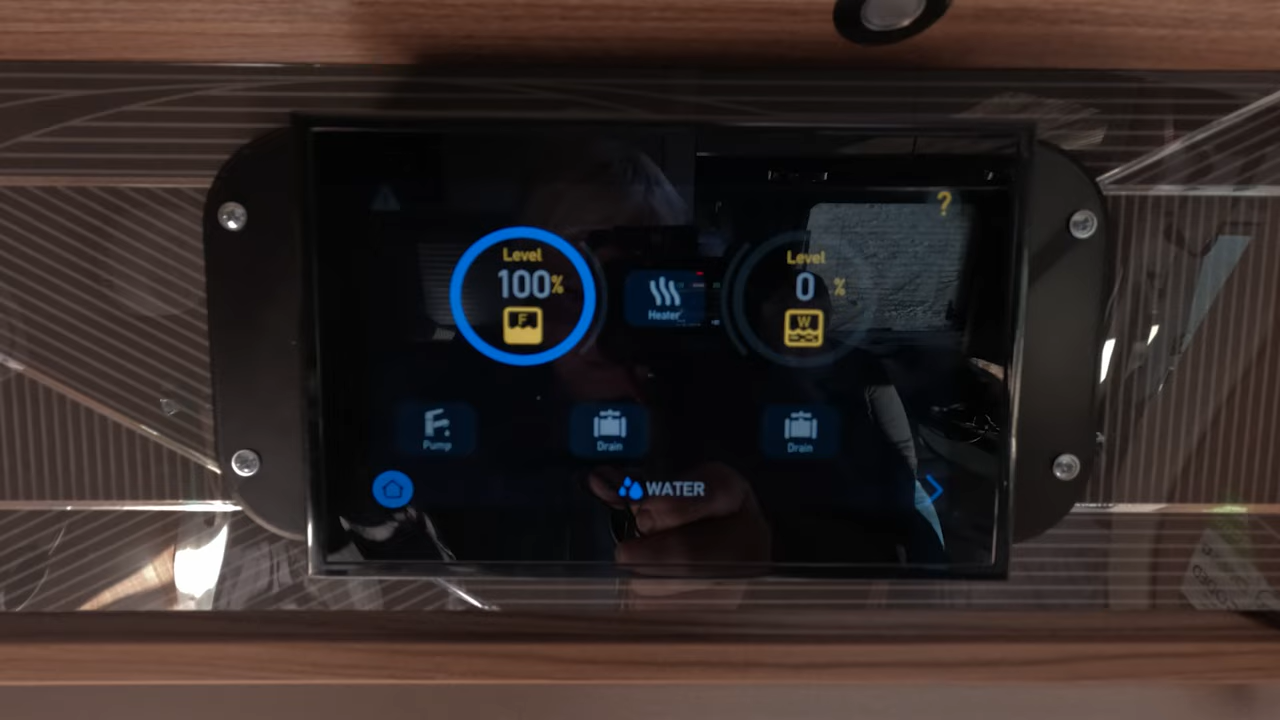 ?
Level
100%
F
Heater
Level
0 %
W
Pump
Drain
Drain
WATER